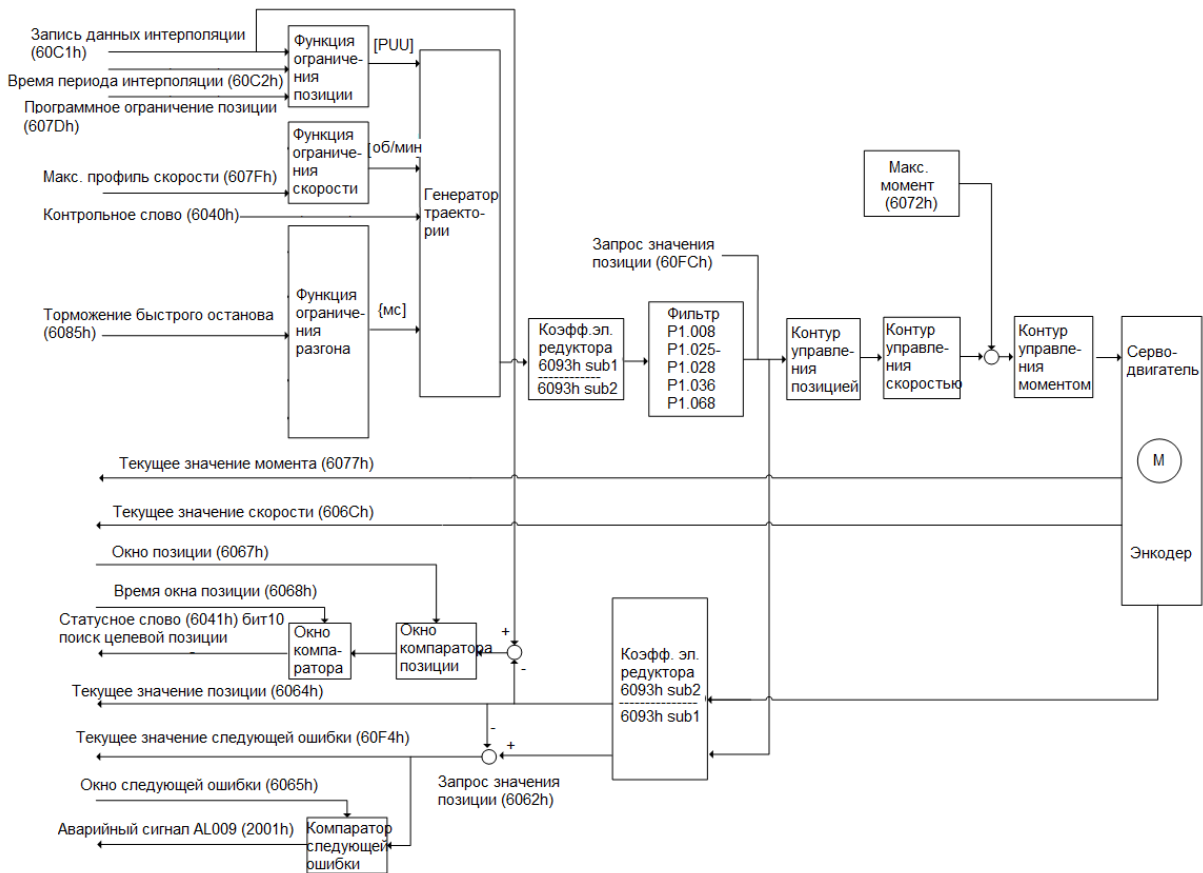 Запись данных интерполяции
(60C1h)
Время периода интерполяции (60C2h)
Программное ограничение позиции
(607Dh)
Функция
ограниче-
ния
позиции
[PUU]
Макс. профиль скорости (607Fh)
Функция
ограниче-
ния
скорости
[об/мин
Контрольное слово (6040h)
Торможение быстрого останова
(6085h)
Функция
ограничения
разгона
{мс]
Генератор
траекто-
рии
Коэфф.эл.
редуктора
6093h sub1
6093h sub2
Фильтр
P1.008
P1.025-
P1.028
P1.036
P1.068
Запрос значения
позиции (60FCh)
Контур
управле-
ния
позицией
Контур
управле-
ния
скоростью
Макс.
момент
(6072h)
Контур
управле-
ния
моментом
Серво-
двигатель
M
Энкодер
Текущее значение момента (6077h)
Текущее значение скорости (606Ch)
Окно позиции (6067h)
Время окна позиции (6068h)
Статусное слово (6041h) бит10
поиск целевой позиции
-
Окно
компа-
ратора
Окно
компаратора
позиции
+
-
Коэфф. эл.
редуктора
6093h sub2
6093h sub1
Текущее значение позиции (6064h)
-
+
Текущее значение следующей ошибки (60F4h)
Запрос значения
позиции (6062h)
Окно следующей ошибки (6065h)
Аварийный сигнал AL009 (2001h)
Компаратор
следующей
ошибки